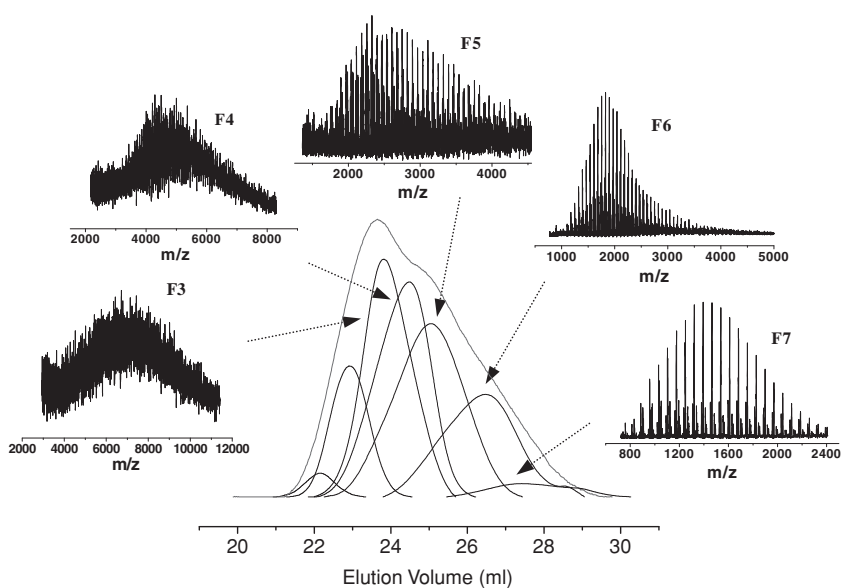 F5
2000 3000 4000
m/z
F4
2000 4000 6000 8000
m/z
F6
1000 2000 3000 4000 5000
m/z
F3
2000 4000 6000 8000 10000 12000
m/z
F7
800 1200 1600 2000 2400
m/z
20 22 24 26 28 30
Elution Volume (ml)